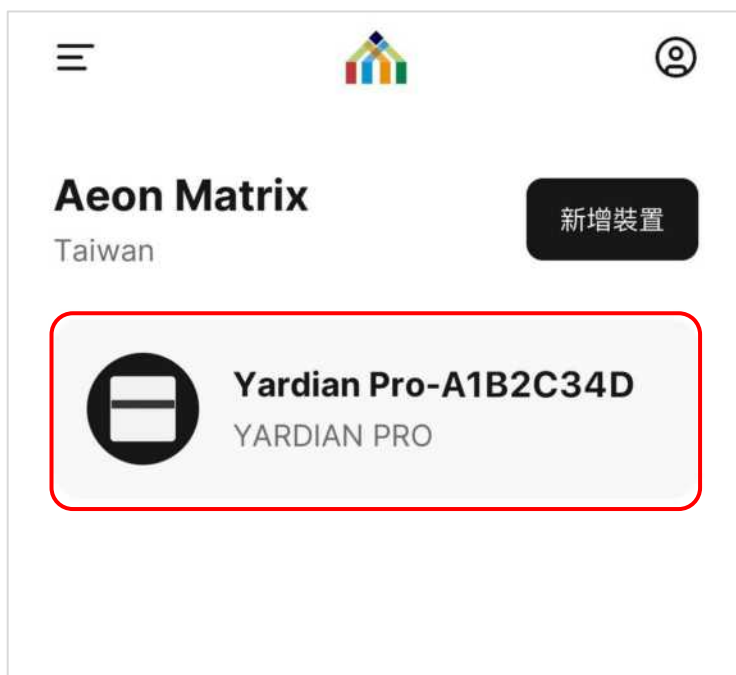 Aeon Matrix
Taiwan
新增裝置
Yardian Pro-A1B2C34D
YARDIAN PRO